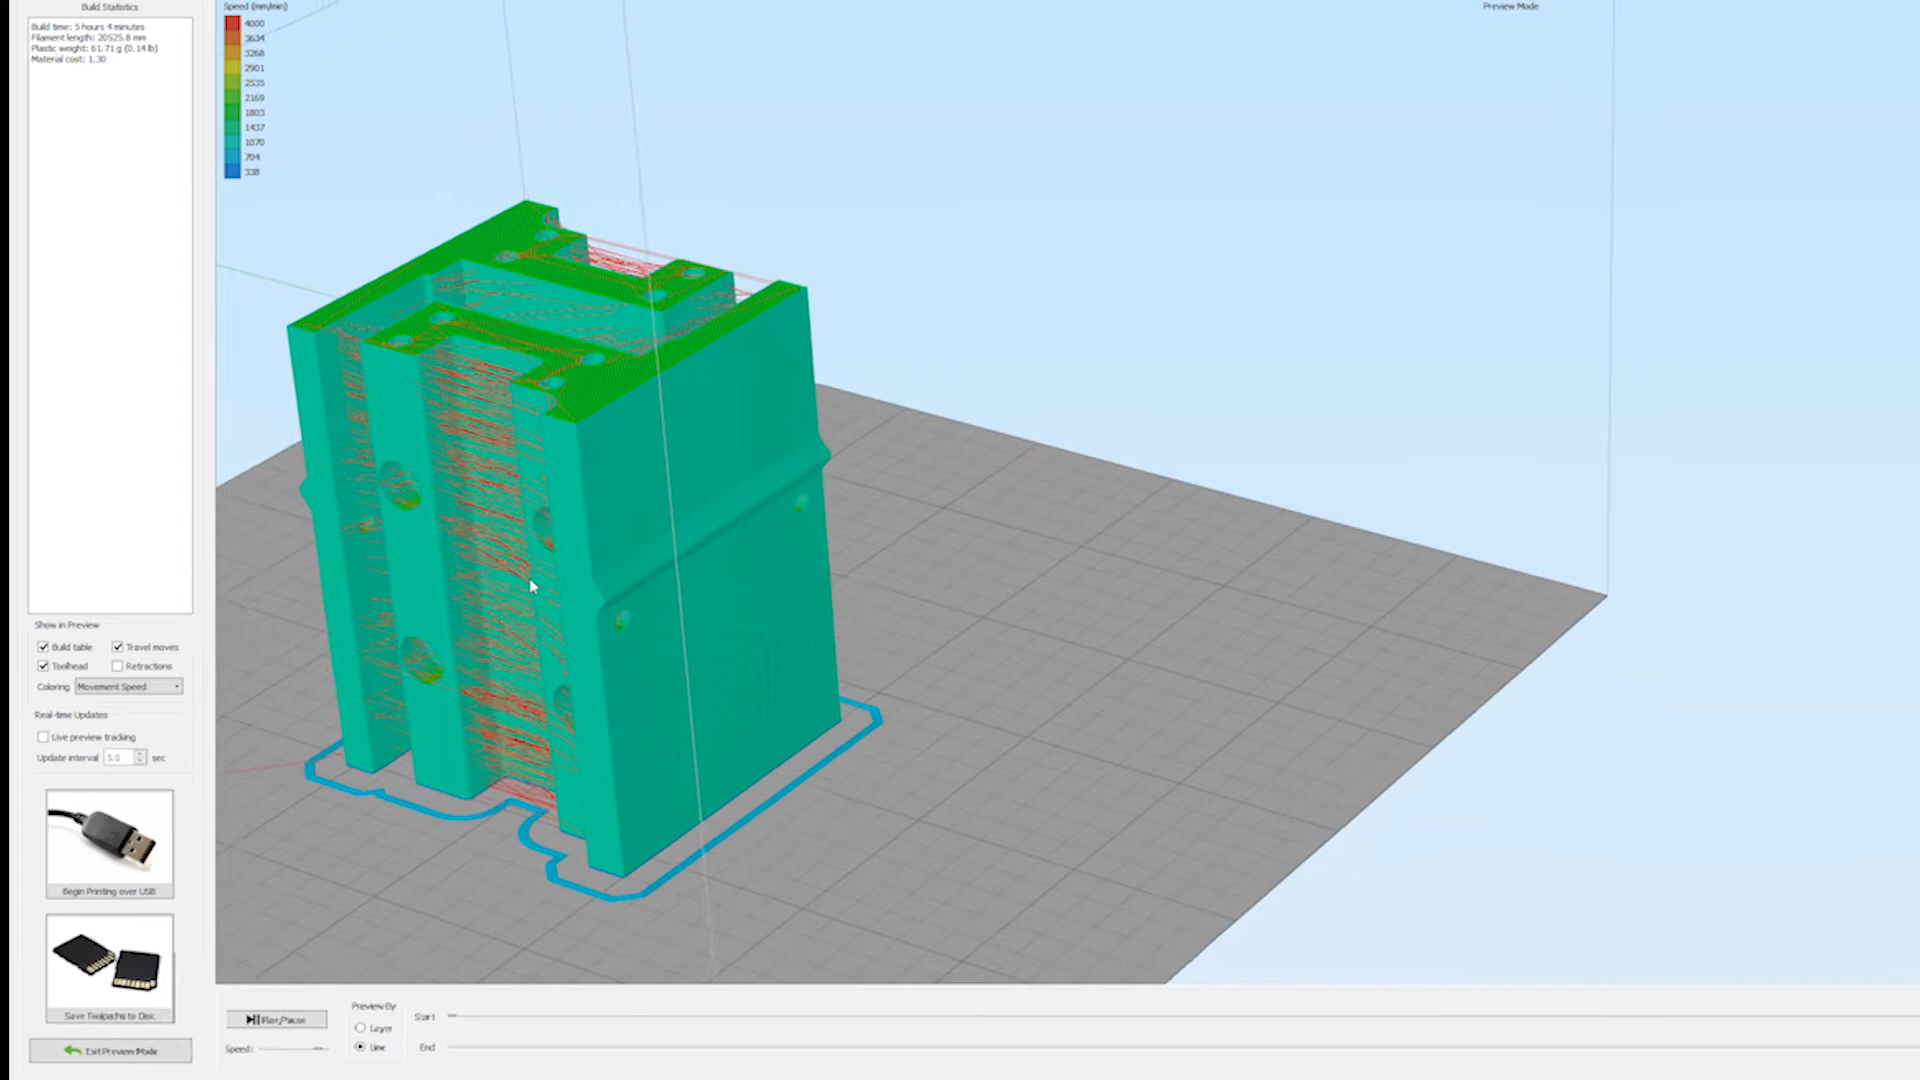 Build Statistics
Build time: 5 hours 4 minutes
Filament length: 20525.8 mm
Plastic weight: 61.71 g (0.14 lb)
Material cost: 1.30
Speed (mm/min)
4000
3634
3268
2901
2535
2169
1803
1437
1070
704
338
Preview Mode
Show in Preview
Build table
Travel moves
Toolhead
Retractions
Coloring
Movement Speed
Real-time Updates
Live preview tracking
Update interval
5.0
sec
Begin Printing over USB
Save Toolpaths to Disk
Exit Preview Mode
Play/Pause
Speed:
Preview By
Layer
Line
Start
End